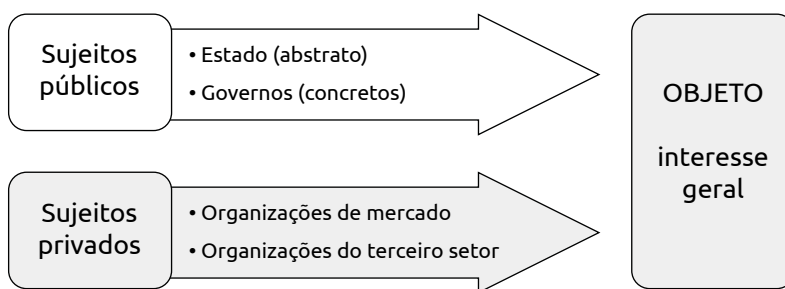 Sujeitos
públicos
• Estado (abstrato)
• Governos (concretos)
Sujeitos
privados
• Organizações de mercado
• Organizações do terceiro setor
OBJETO
interesse
geral